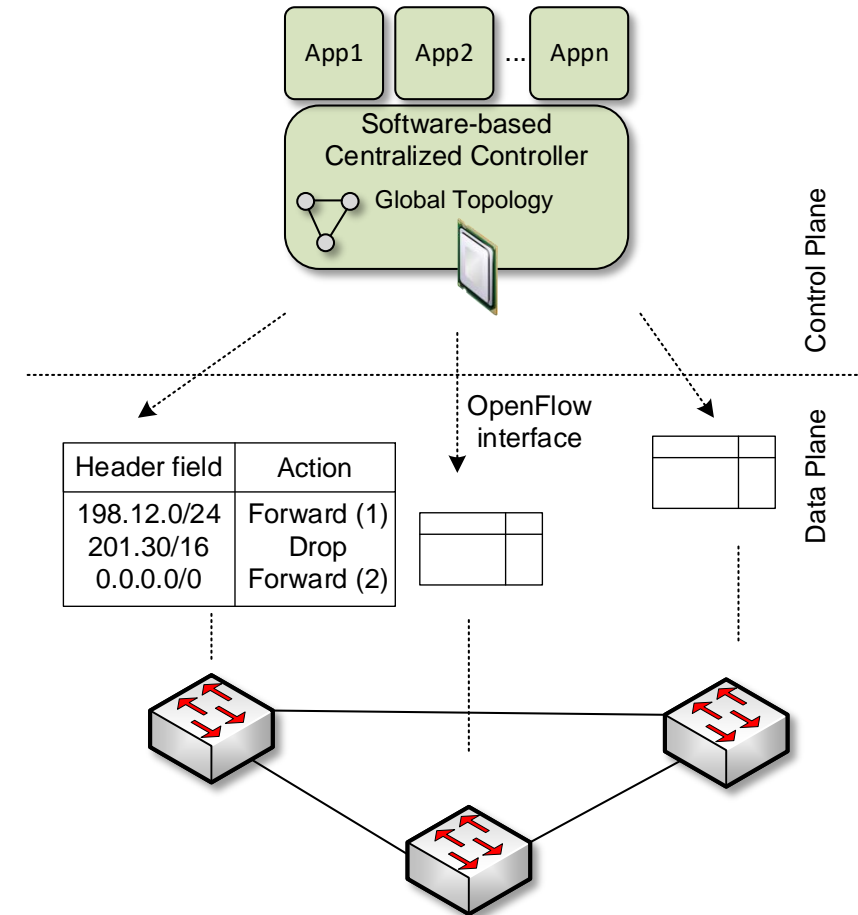 App1 App2 ... Appn
Software-based
Centralized Controller
Global Topology
Control Plane
OpenFlow
interface
Data Plane
Header field Action
198.12.0/24 Forward (1)
201.30/16 Drop
0.0.0.0/0 Forward (2)